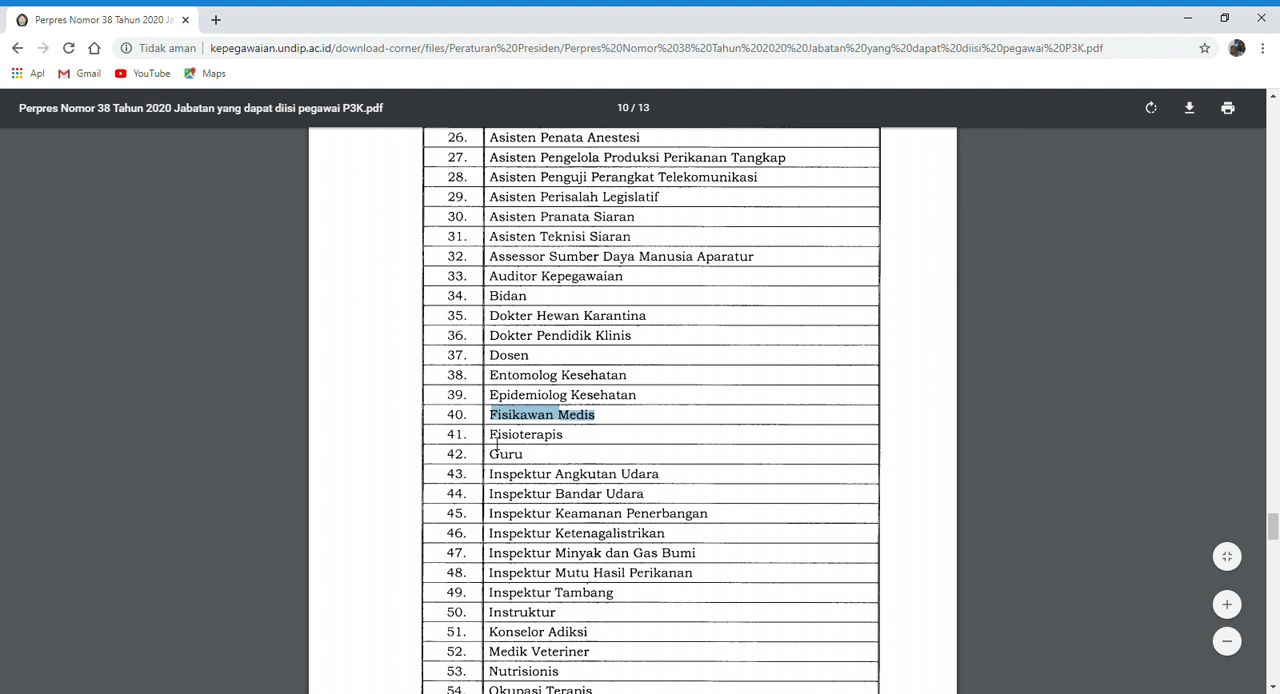 Perpres Nomor 38 Tahun 2020 Ja
Tidak aman kepegawaian.undip.ac.id/download-corner/files/Peraturan%20Presiden/Perpres%20Nomor%2038%20Tahun%202020%20Jabatan%20yang%20dapat%20diisi%20pegawai%20P3K.pdf
Apl Gmail YouTube Maps
Perpres Nomor 38 Tahun 2020 Jabatan yang dapat diisi pegawai P3K.pdf 10 / 13
26. Asisten Penata Anestesi
27. Asisten Pengelola Produksi Perikanan Tangkap
28. Asisten Penguji Perangkat Telekomunikasi
29. Asisten Perisalah Legislatif
30. Asisten Pranata Siaran
31. Asisten Teknisi Siaran
32. Assessor Sumber Daya Manusia Aparatur
33. Auditor Kepegawaian
34. Bidan
35. Dokter Hewan Karantina
36. Dokter Pendidik Klinis
37. Dosen
38. Entomolog Kesehatan
39. Epidemiolog Kesehatan
40. Fisikawan Medis
41. Fisioterapis
42. Guru
43. Inspektur Angkutan Udara
44. Inspektur Bandar Udara
45. Inspektur Keamanan Penerbangan
46. Inspektur Ketenagalistrikan
47. Inspektur Minyak dan Gas Bumi
48. Inspektur Mutu Hasil Perikanan
49. Inspektur Tambang
50. Instruktur
51. Konselor Adiksi
52. Medik Veteriner
53. Nutrisionis
54. Okupasi Terapis